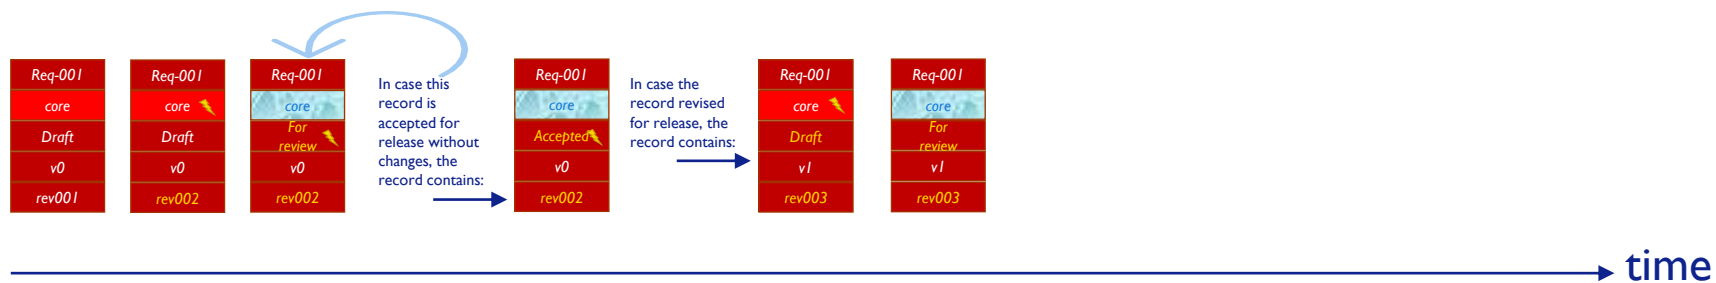 Req-001
core
Draft
v0
rev001
Req-001
core
Draft
v0
rev002
Req-001
core
For
review
v0
rev002
In case this
record is
accepted for
release without
changes, the
record contains:
Req-001
core
Accepted
v0
rev002
In case the
record revised
for release, the
record contains:
Req-001
core
Draft
v1
rev003
Req-001
core
For
review
v1
rev003
time